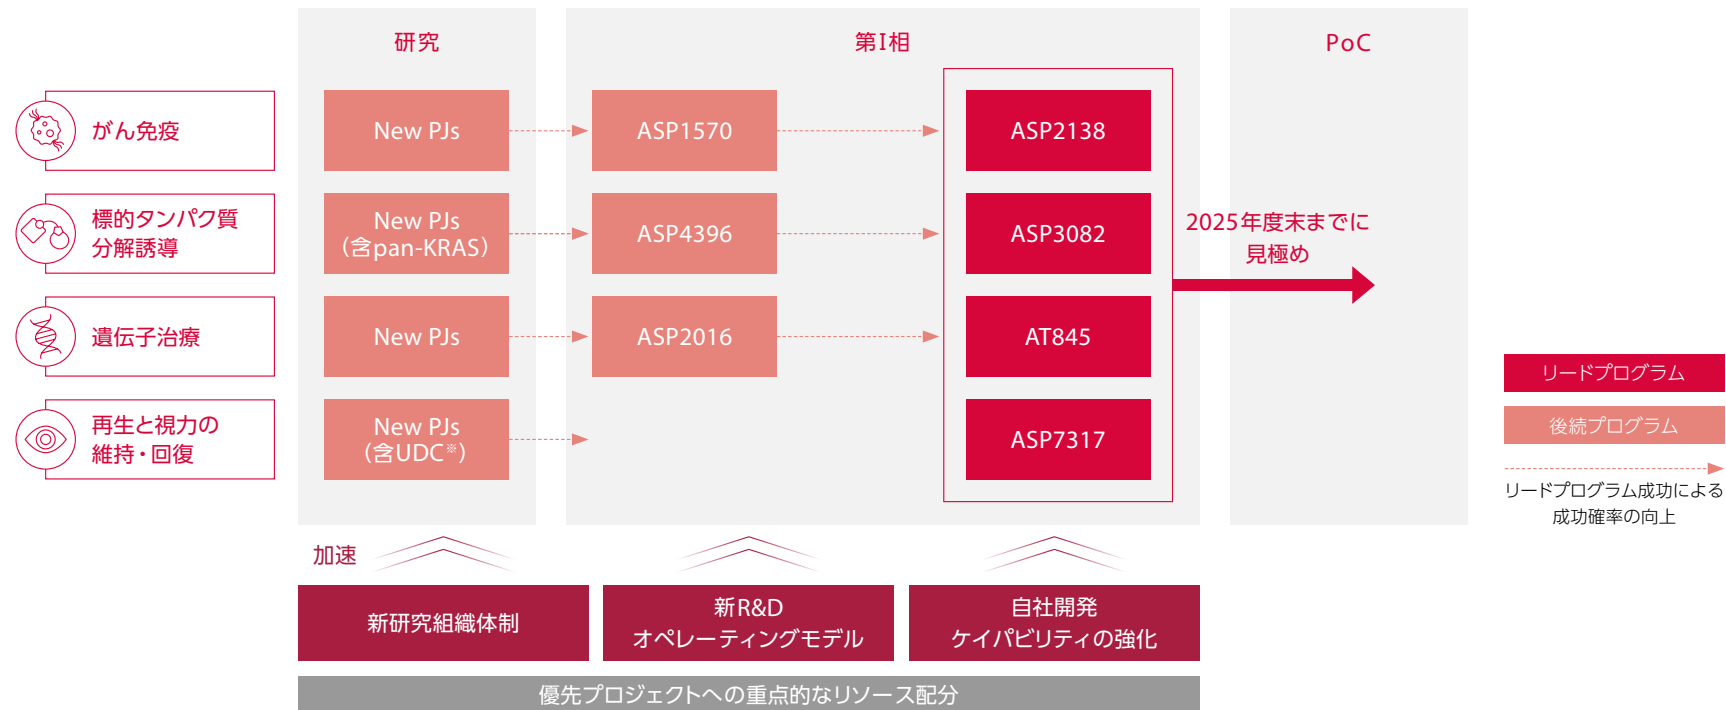 研究
第I相
PoC
がん免疫
New PJs
ASP1570
ASP2138
標的タンパク質
分解誘導
New PJs
（含pan-KRAS）
ASP4396
ASP3082
2025年度末までに
見極め
遺伝子治療
New PJs
ASP2016
AT845
再生と視力の
維持・回復
New PJs
（含UDC※）
ASP7317
リードプログラム
後続プログラム
リードプログラム成功による
成功確率の向上
加速
新研究組織体制
新R&D
オペレーティングモデル
自社開発
ケイパビリティの強化
優先プロジェクトへの重点的なリソース配分